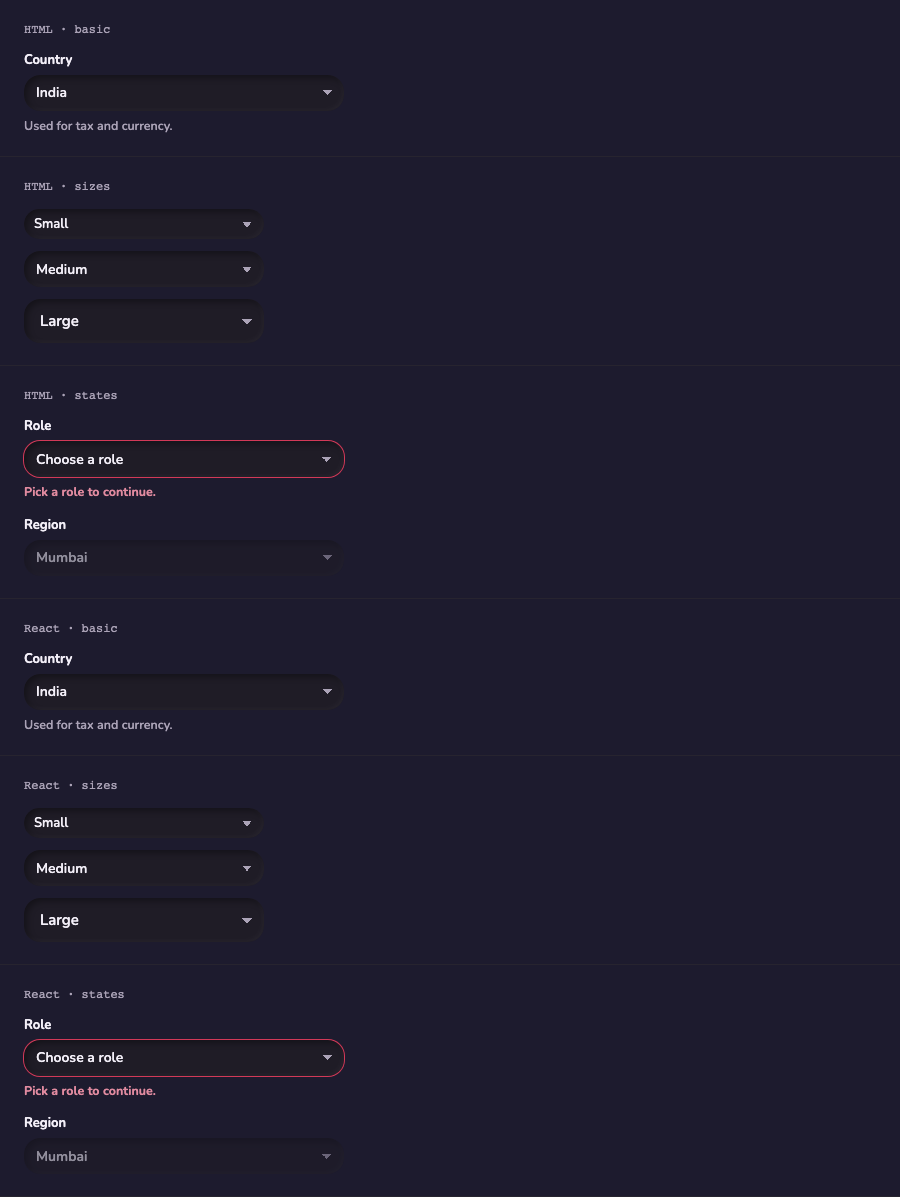 HTML · basic
Country
India
Used for tax and currency.
HTML · sizes
Small
Medium
Large
HTML · states
Role
Choose a role
Pick a role to continue.
Region
Mumbai
React · basic
Country
India
Used for tax and currency.
React · sizes
Small
Medium
Large
React · states
Role
Choose a role
Pick a role to continue.
Region
Mumbai